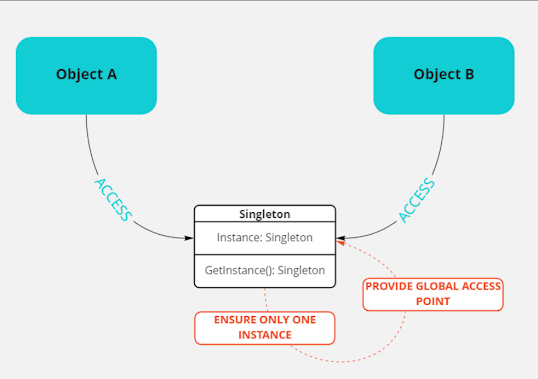 Object A
Object B
ACCESS
ACCESS
Singleton
Instance: Singleton
GetInstance(): Singleton
PROVIDE GLOBAL ACCESS
POINT
ENSURE ONLY ONE
INSTANCE